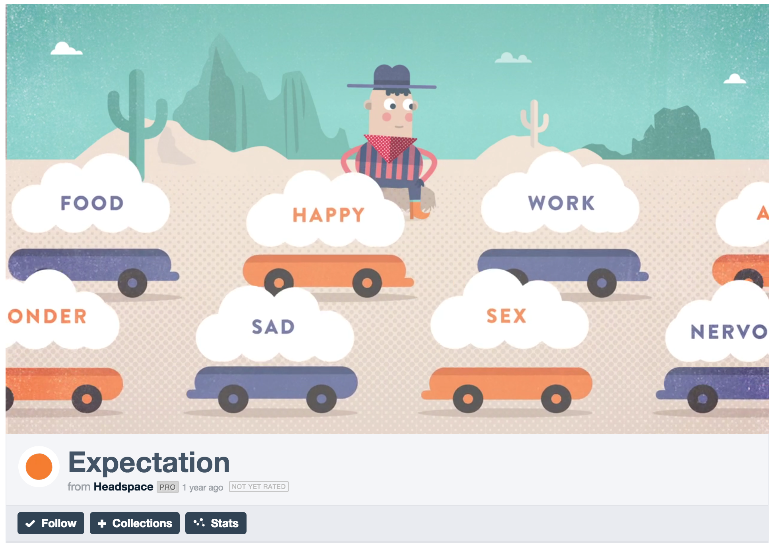 FOOD
HAPPY
WORK
A
ONDER
SAD
SEX
NERVO
Expectation
from Headspace PRO 1 year ago NOT YET RATED
Follow
+ Collections
Stats